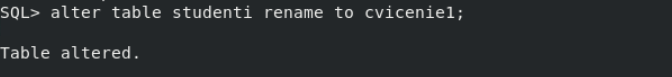 SQL> alter table studenti rename to cvicenie1;
Table altered.